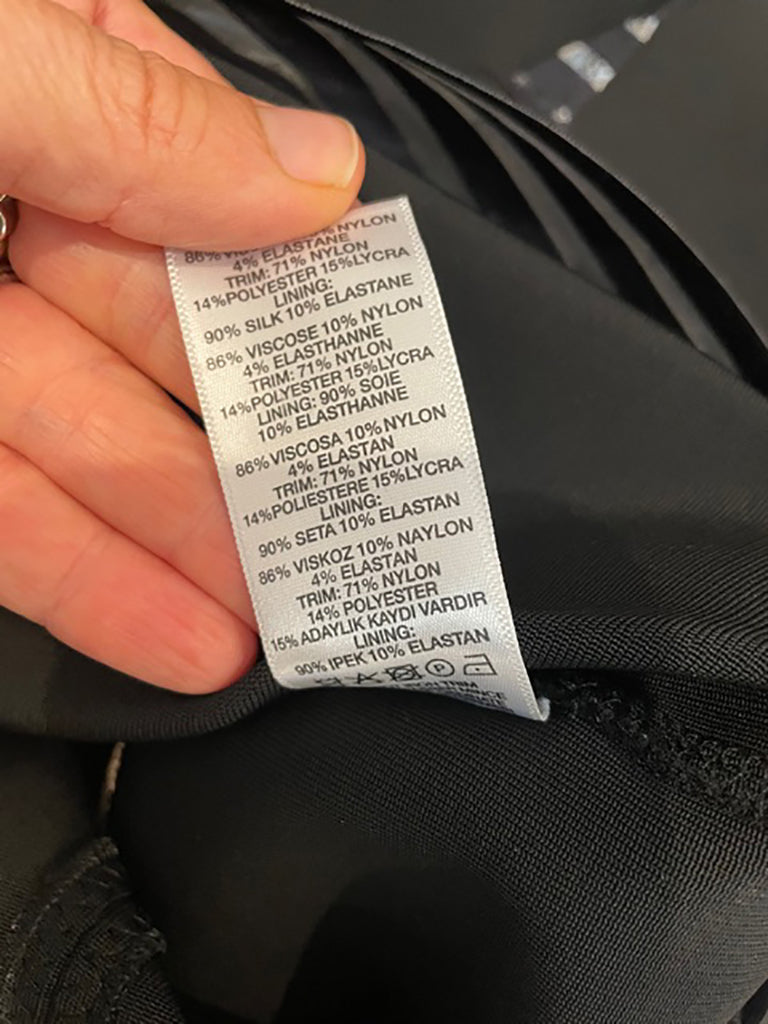 86% NYLON
4% ELASTANE
TRIM: 71% NYLON
14%POLYESTER 15%LYCRA
LINING:
90% SILK 10% ELASTANE
86% VISCOSE 10% NYLON
4% ELASTHANNE
TRIM: 71% NYLON
14%POLYESTER 15%LYCRA
LINING: 90% SOIE
10% ELASTHANNE
86% VISCOSA 10% NYLON
4% ELASTAN
TRIM: 71% NYLON
14%POLIESTERE 15%LYCRA
LINING:
90% SETA 10% ELASTAN
86% VISKOZ 10% NAYLON
4% ELASTAN
TRIM: 71% NYLON
14% POLYESTER
15% ADAYLIK KAYDI VARDIR
LINING:
90% IPEK 10% ELASTAN
P